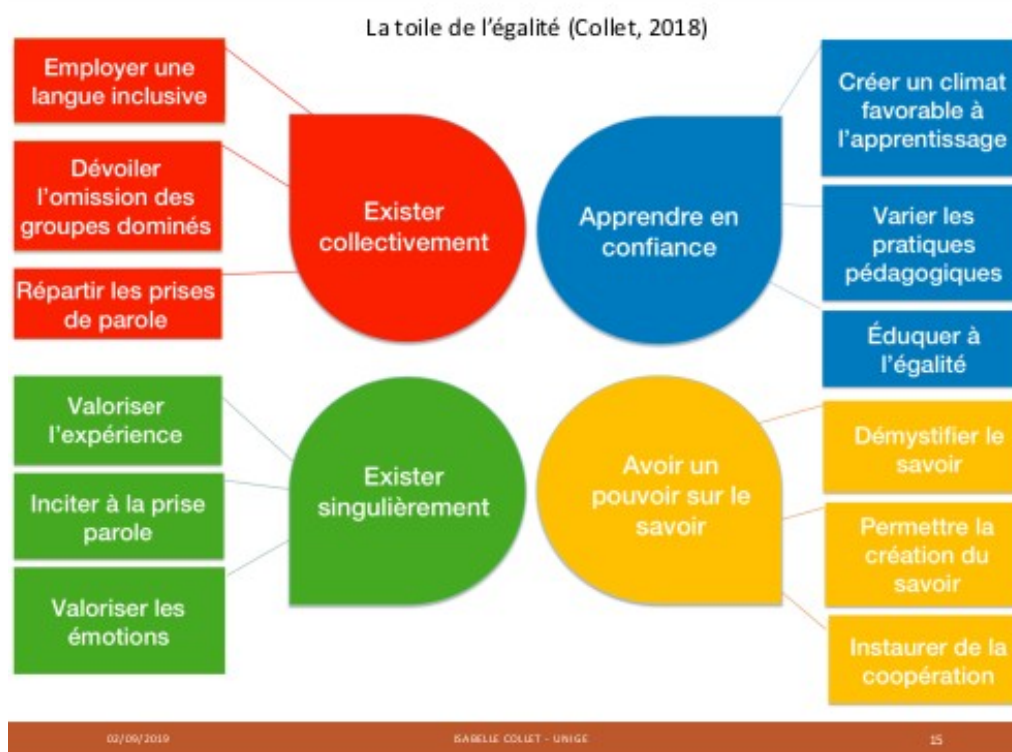 La toile de l'égalité (Collet, 2018)
Employer une
langue inclusive
Dévoiler
l'omission des
groupes dominés
Répartir les prises
de parole
Exister
collectivement
Apprendre en
confiance
Créer un climat
favorable à
l'apprentissage
Varier les
pratiques
pédagogiques
Éduquer à
l'égalité
Valoriser
l'expérience
Inciter à la prise
parole
Valoriser les
émotions
Exister
singulièrement
Avoir un
pouvoir sur le
savoir
Démystifier le
savoir
Permettre la
création du
savoir
Instaurer de la
coopération
02/09/2019
ISABELLE COLLET - UNIGE
15